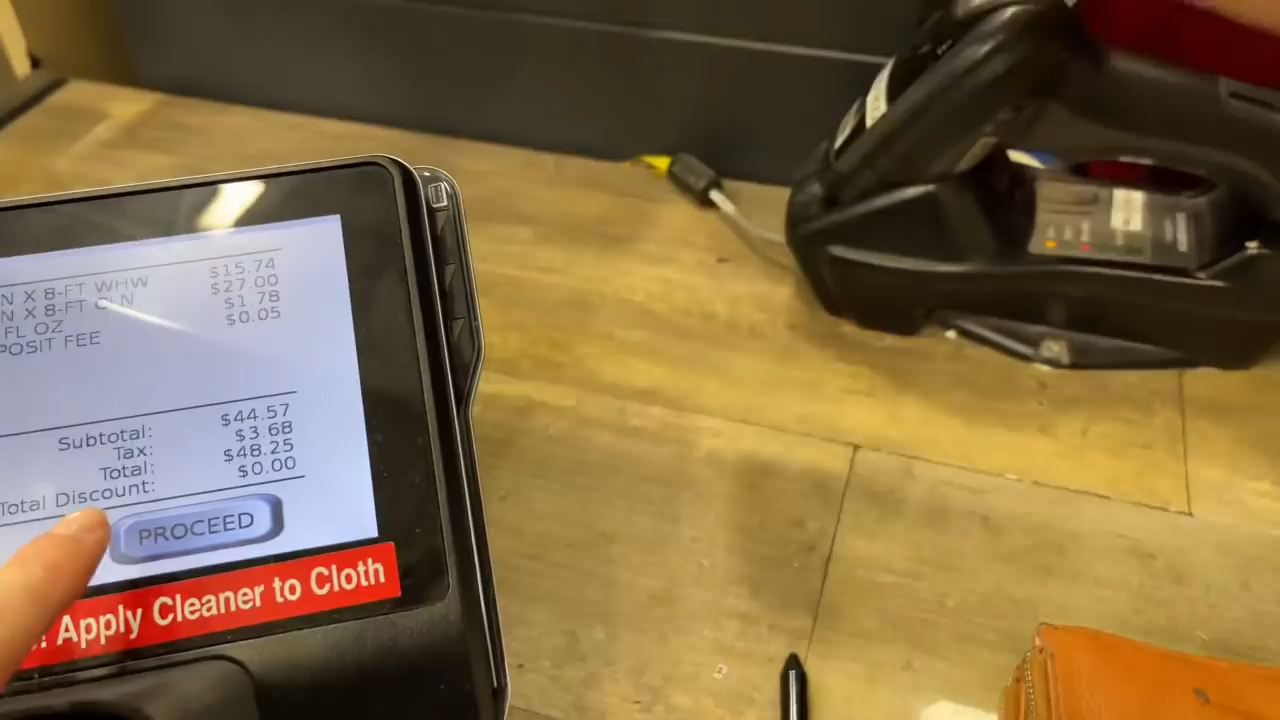 N X 8-FT WHW $15.74
N X 8-FT $27.00
FL OZ $1.78
POSIT FEE $0.05
Subtotal: $44.57
Tax: $3.68
Total: $48.25
Total Discount: $0.00
PROCEED
! Apply Cleaner to Cloth